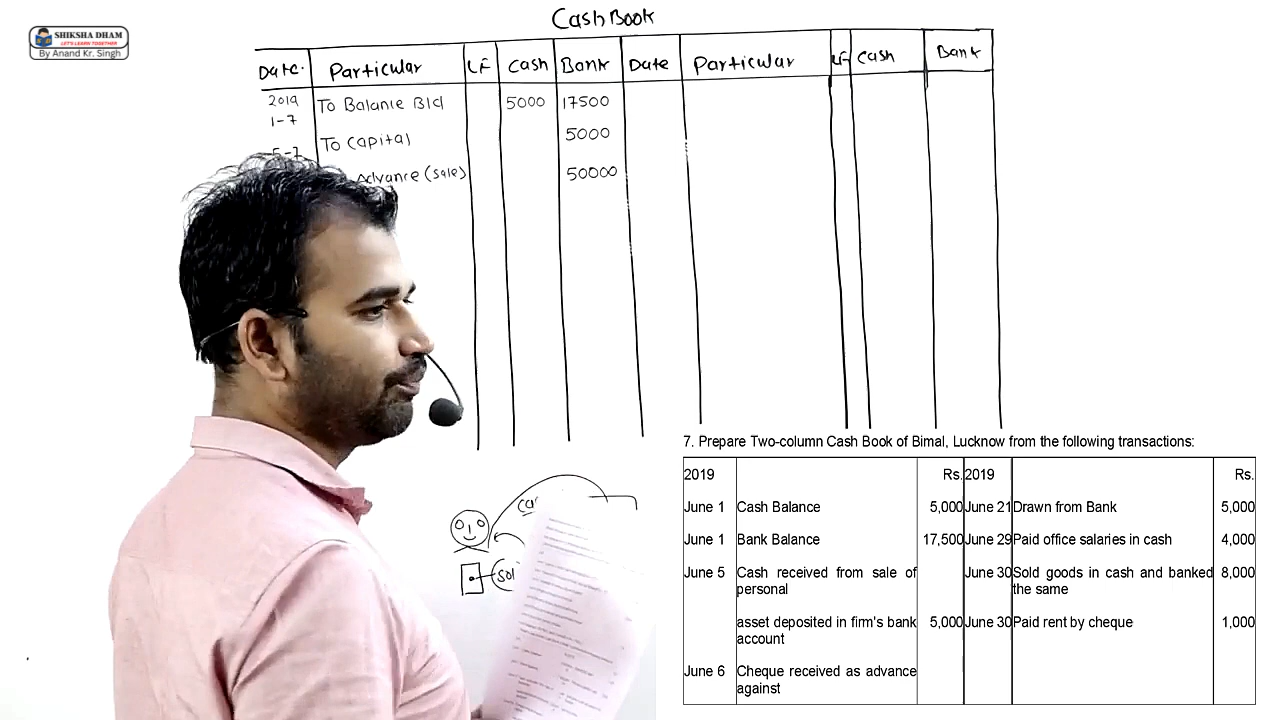 SHIKSHA DHAM
LET'S LEARN TOGETHER
By Anand Kr. Singh
Cash Book
Date. Particular LF Cash Bank Date Particular LF Cash Bank
2019
1-7 To Balance B/d 5000 17500
5-7 To Capital 5000
Advance (sale) 50000
7. Prepare Two-column Cash Book of Bimal, Lucknow from the following transactions:
2019 Rs. 2019 Rs.
June 1 Cash Balance 5,000 June 21 Drawn from Bank 5,000
June 1 Bank Balance 17,500 June 29 Paid office salaries in cash 4,000
June 5 Cash received from sale of June 30 Sold goods in cash and banked 8,000
personal the same
asset deposited in firm's bank 5,000 June 30 Paid rent by cheque 1,000
account
June 6 Cheque received as advance
against